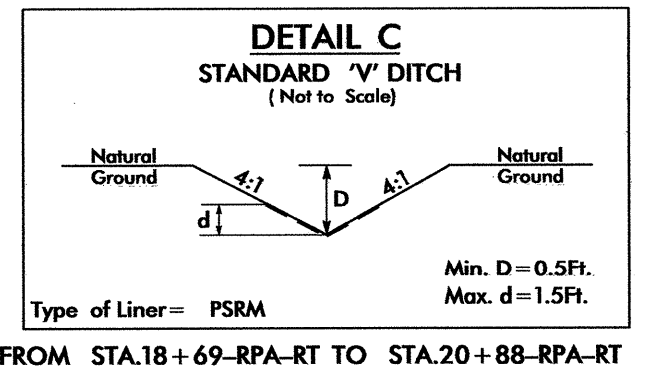 DETAIL C
STANDARD 'V' DITCH
( Not to Scale)
Natural
Ground
4:1
D
4:1
Natural
Ground
d
Min. D=0.5Ft.
Max. d=1.5Ft.
Type of Liner= PSRM
FROM STA.18+69-RPA-RT TO STA.20+88-RPA-RT